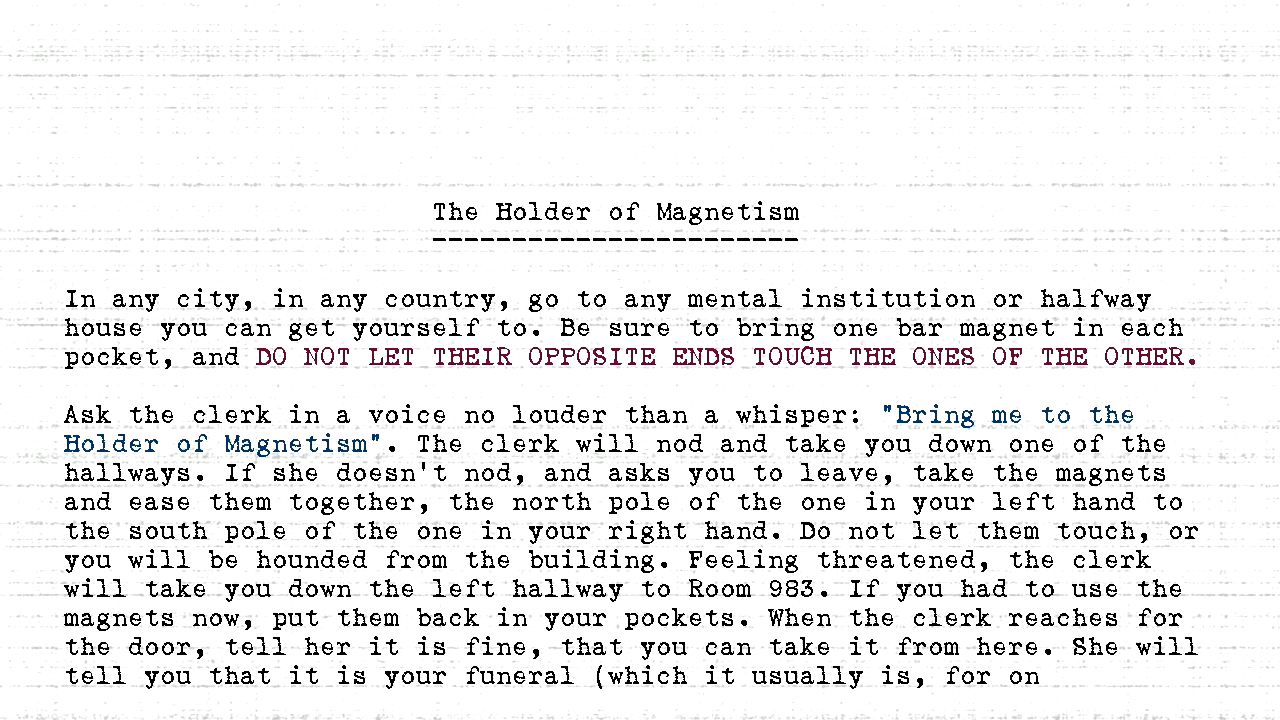 The Holder of Magnetism
-----------------------
In any city, in any country, go to any mental institution or halfway
house you can get yourself to. Be sure to bring one bar magnet in each
pocket, and DO NOT LET THEIR OPPOSITE ENDS TOUCH THE ONES OF THE OTHER.
Ask the clerk in a voice no louder than a whisper: "Bring me to the
Holder of Magnetism". The clerk will nod and take you down one of the
hallways. If she doesn't nod, and asks you to leave, take the magnets
and ease them together, the north pole of the one in your left hand to
the south pole of the one in your right hand. Do not let them touch, or
you will be hounded from the building. Feeling threatened, the clerk
will take you down the left hallway to Room 983. If you had to use the
magnets now, put them back in your pockets. When the clerk reaches for
the door, tell her it is fine, that you can take it from here. She will
tell you that it is your funeral (which it usually is, for on